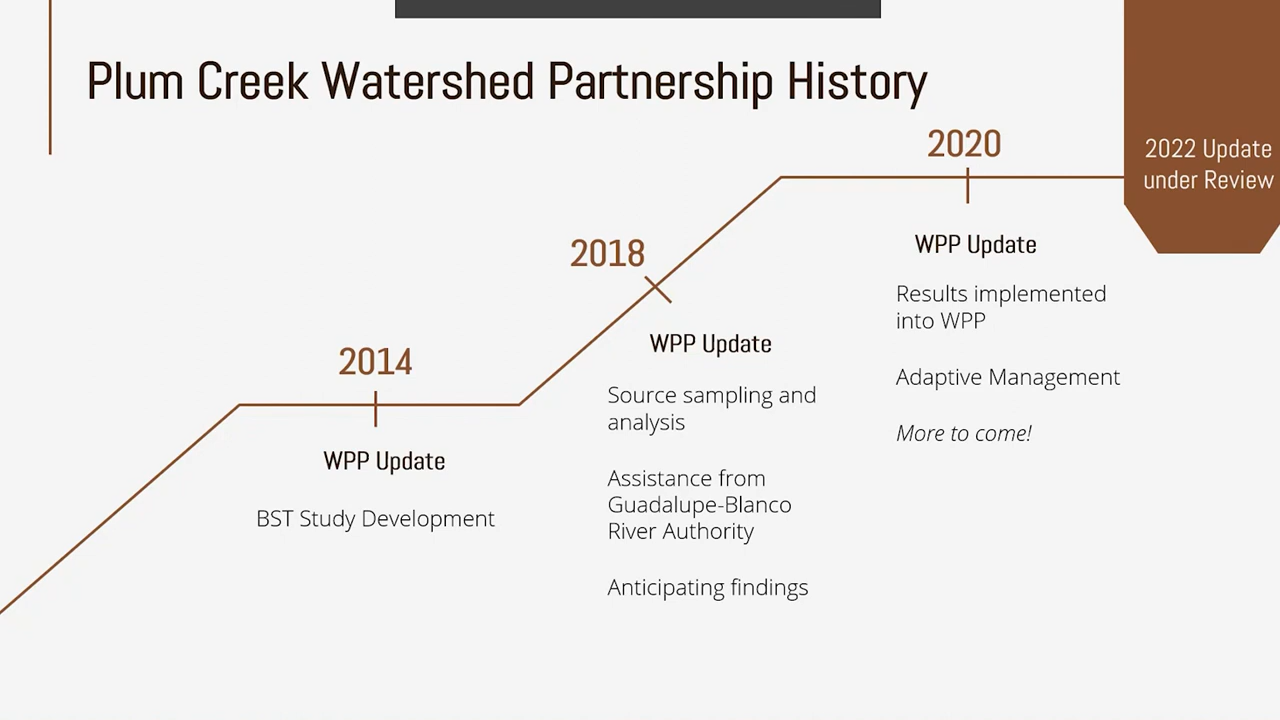 Plum Creek Watershed Partnership History
2014
WPP Update
BST Study Development
2018
WPP Update
Source sampling and
analysis
Assistance from
Guadalupe-Blanco
River Authority
Anticipating findings
2020
WPP Update
Results implemented
into WPP
Adaptive Management
More to come!
2022 Update
under Review